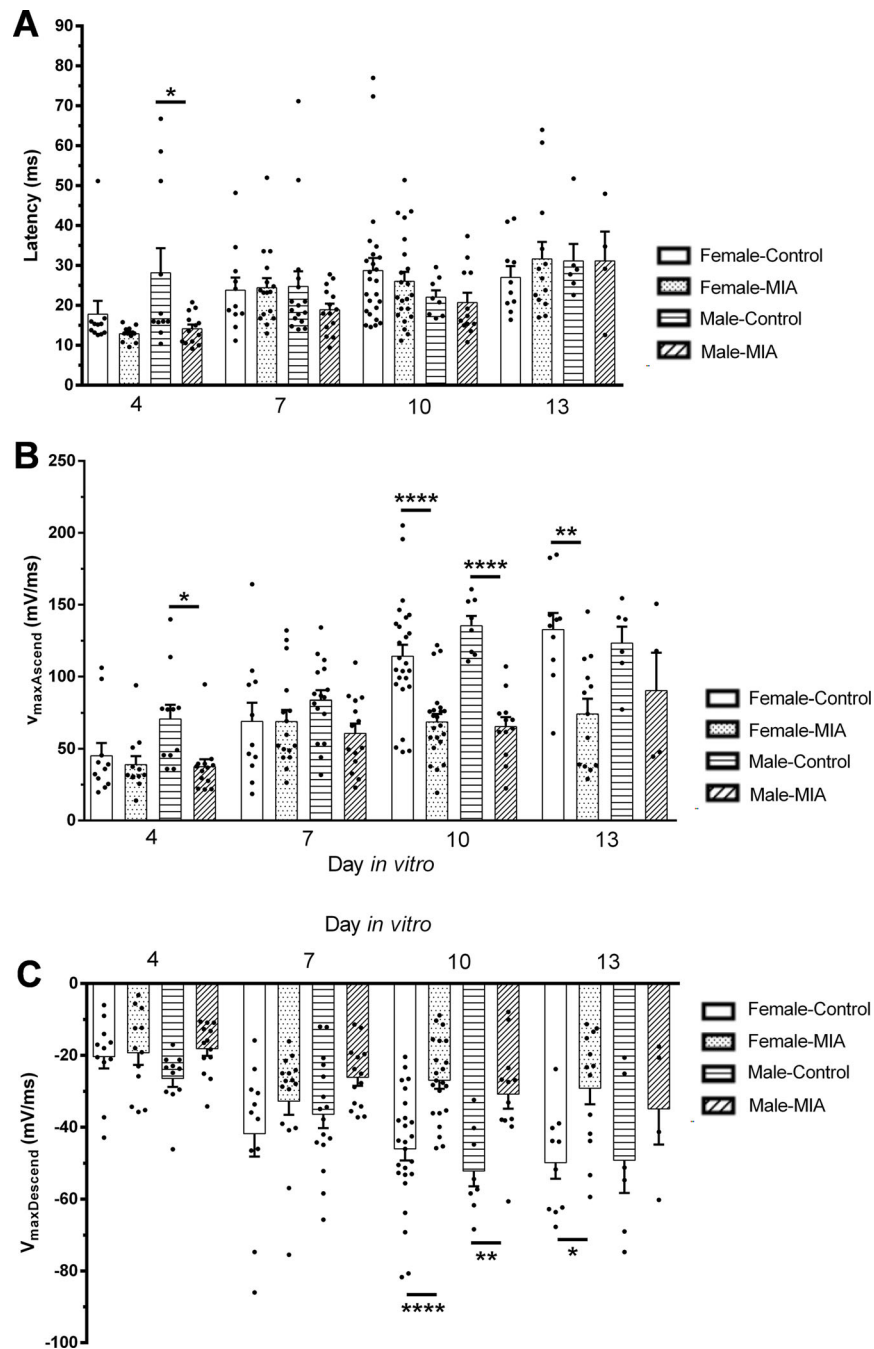 A
90
80
70
60
50
40
30
20
10
0
Latency (ms)
*
4 7 10 13
Female-Control
Female-MIA
Male-Control
Male-MIA
B
250
200
150
100
50
0
vmaxAscend (mV/ms)
*
****
****
**
4 7 10 13
Day in vitro
Female-Control
Female-MIA
Male-Control
Male-MIA
Day in vitro
4 7 10 13
C
0
-20
-40
-60
-80
-100
VmaxDescend (mV/ms)
****
**
*
Female-Control
Female-MIA
Male-Control
Male-MIA